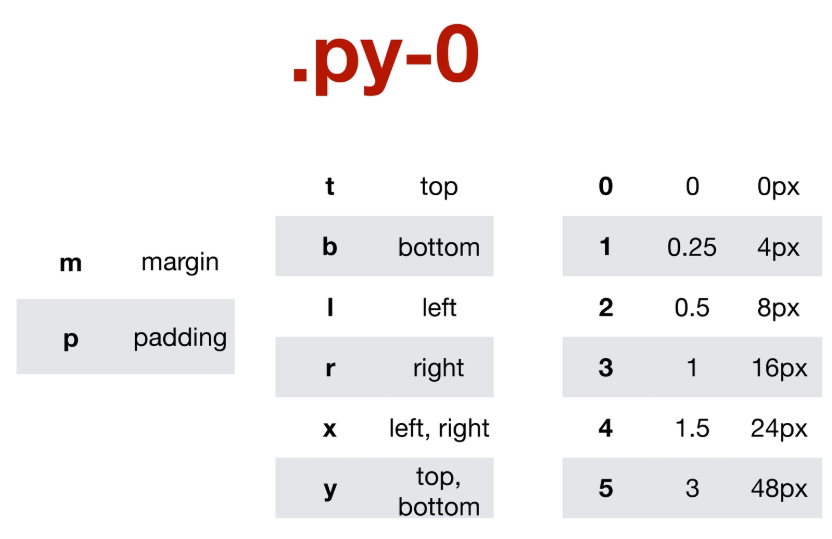 .py-0
m margin
p padding
t top
b bottom
l left
r right
x left, right
y top,
bottom
0 0 0px
1 0.25 4px
2 0.5 8px
3 1 16px
4 1.5 24px
5 3 48px